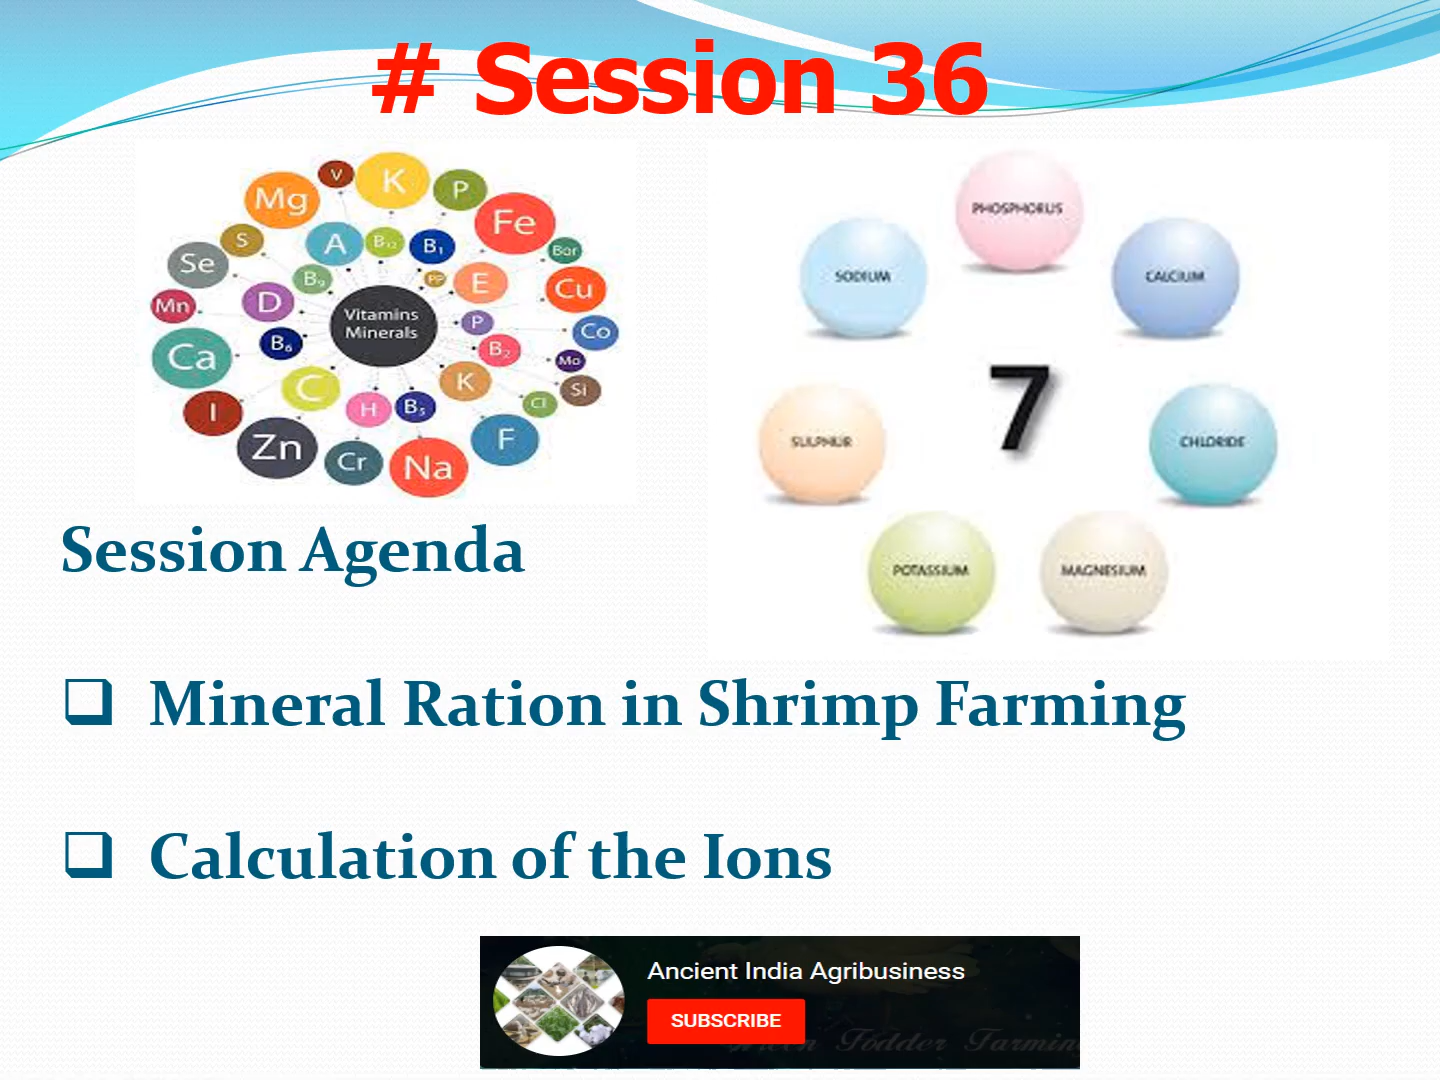 # Session 36
V
K
P
Mg
Fe
S
A
B₁₂
B₁
Bor
Se
B₉
PP
E
Cu
Mn
D
Vitamins
Minerals
P
Co
Ca
B₆
B₂
Mo
C
K
Si
I
H
B₅
Cl
Zn
Cr
Na
F
PHOSPHORUS
SODIUM
CALCIUM
7
SULPHUR
CHLORIDE
POTASSIUM
MAGNESIUM
Session Agenda
Mineral Ration in Shrimp Farming
Calculation of the Ions
Ancient India Agribusiness
SUBSCRIBE
Fodder Farming